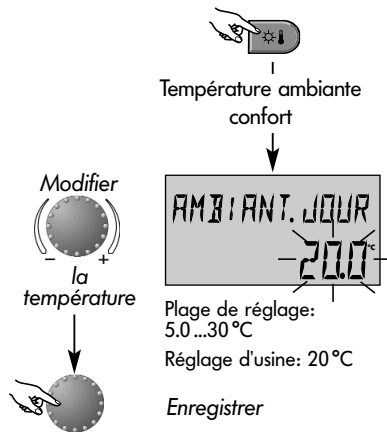 Température ambiante
confort
Modifier
– +
la
température
AMBIANT. JOUR
20.0 °C
Plage de réglage:
5.0...30 °C
Réglage d'usine: 20 °C
Enregistrer